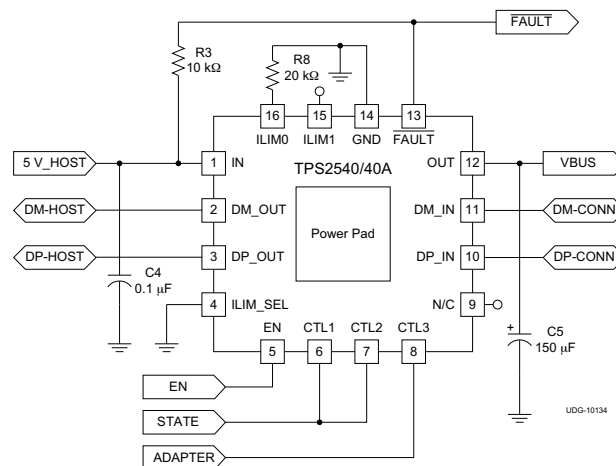 FAULT
R3
10 kΩ
R8
20 kΩ
16
15
14
13
ILIM0
ILIM1
GND
FAULT
5 V_HOST
1
IN
TPS2540/40A
OUT
12
VBUS
DM-HOST
2
DM_OUT
DM_IN
11
DM-CONN
Power Pad
DP-HOST
3
DP_OUT
DP_IN
10
DP-CONN
C4
0.1 µF
4
ILIM_SEL
N/C
9
EN
CTL1
CTL2
CTL3
5
6
7
8
+
C5
150 µF
EN
STATE
ADAPTER
UDG-10134